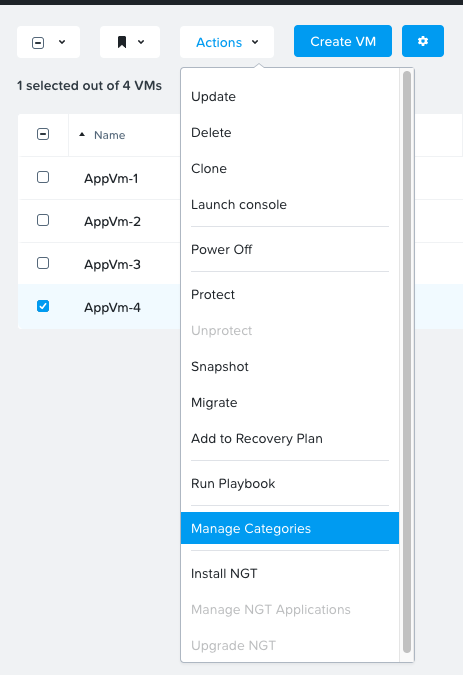 Actions
Create VM
1 selected out of 4 VMs
Name
AppVm-1
AppVm-2
AppVm-3
AppVm-4
Update
Delete
Clone
Launch console
Power Off
Protect
Unprotect
Snapshot
Migrate
Add to Recovery Plan
Run Playbook
Manage Categories
Install NGT
Manage NGT Applications
Upgrade NGT